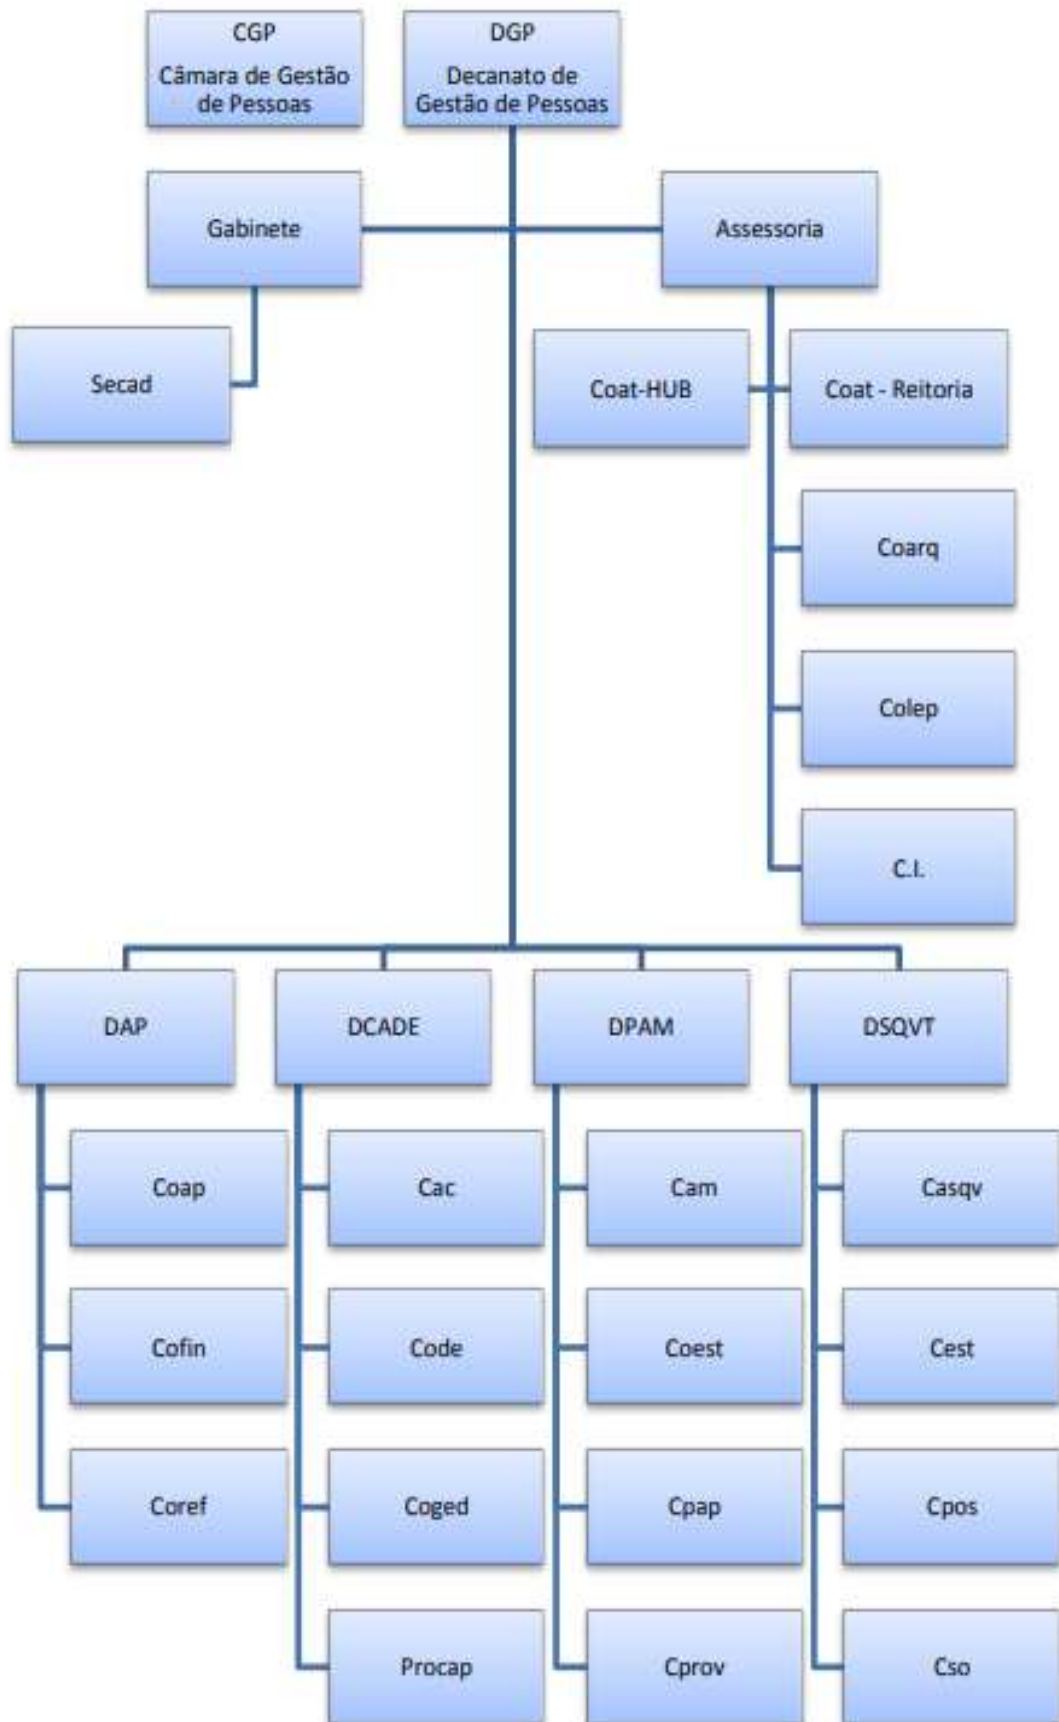 CGP
Câmara de Gestão
de Pessoas
DGP
Decanato de
Gestão de Pessoas
Gabinete
Assessoria
Secad
Coat-HUB
Coat - Reitoria
Coarq
Colep
C.I.
DAP
DCADE
DPAM
DSQVT
Coap
Cac
Cam
Casqv
Cofin
Code
Coest
Cest
Coref
Coged
Cpap
Cpos
Procap
Cprov
Cso